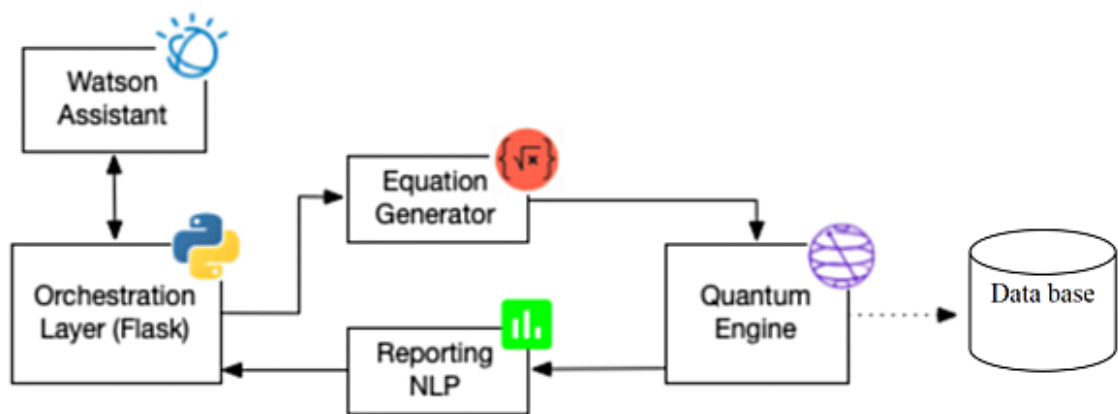 Watson
Assistant
{√x}
Equation
Generator
Orchestration
Layer (Flask)
Quantum
Engine
Data base
Reporting
NLP